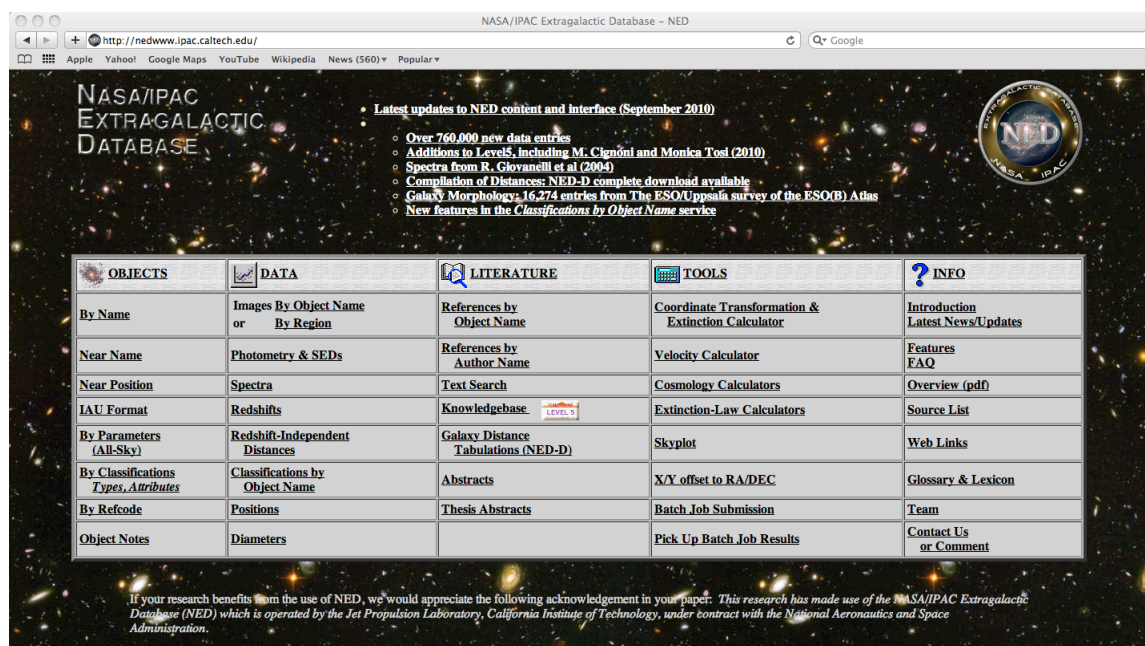 NASA/IPAC Extragalactic Database – NED
http://nedwww.ipac.caltech.edu/
Google
Apple Yahoo! Google Maps YouTube Wikipedia News (560) Popular
NASA/IPAC
EXTRAGALACTIC
DATABASE
Latest updates to NED content and interface (September 2010)
Over 760,000 new data entries
Additions to Level5, including M. Cignoni and Monica Tosi (2010)
Spectra from R. Giovanelli et al (2004)
Compilation of Distances: NED-D complete download available
Galaxy Morphology: 16,274 entries from The ESO/Uppsala survey of the ESO(B) Atlas
New features in the Classifications by Object Name service
EXTRAGALACTIC DATABASE
NED
NASA IPAC
OBJECTS DATA LITERATURE TOOLS INFO
By Name
Images By Object Name
or By Region
References by
Object Name
Coordinate Transformation &
Extinction Calculator
Introduction
Latest News/Updates
Near Name
Photometry & SEDs
References by
Author Name
Velocity Calculator
Features
FAQ
Near Position Spectra Text Search Cosmology Calculators Overview (pdf)
IAU Format Redshifts Knowledgebase LEVEL 5 Extinction-Law Calculators Source List
By Parameters
(All-Sky)
Redshift-Independent
Distances
Galaxy Distance
Tabulations (NED-D)
Skyplot
Web Links
By Classifications
Types, Attributes
Classifications by
Object Name
Abstracts
X/Y offset to RA/DEC
Glossary & Lexicon
By Refcode Positions Thesis Abstracts Batch Job Submission Team
Object Notes
Diameters
Pick Up Batch Job Results
Contact Us
or Comment
If your research benefits from the use of NED, we would appreciate the following acknowledgement in your paper: This research has made use of the NASA/IPAC Extragalactic
Database (NED) which is operated by the Jet Propulsion Laboratory, California Institute of Technology, under contract with the National Aeronautics and Space
Administration.